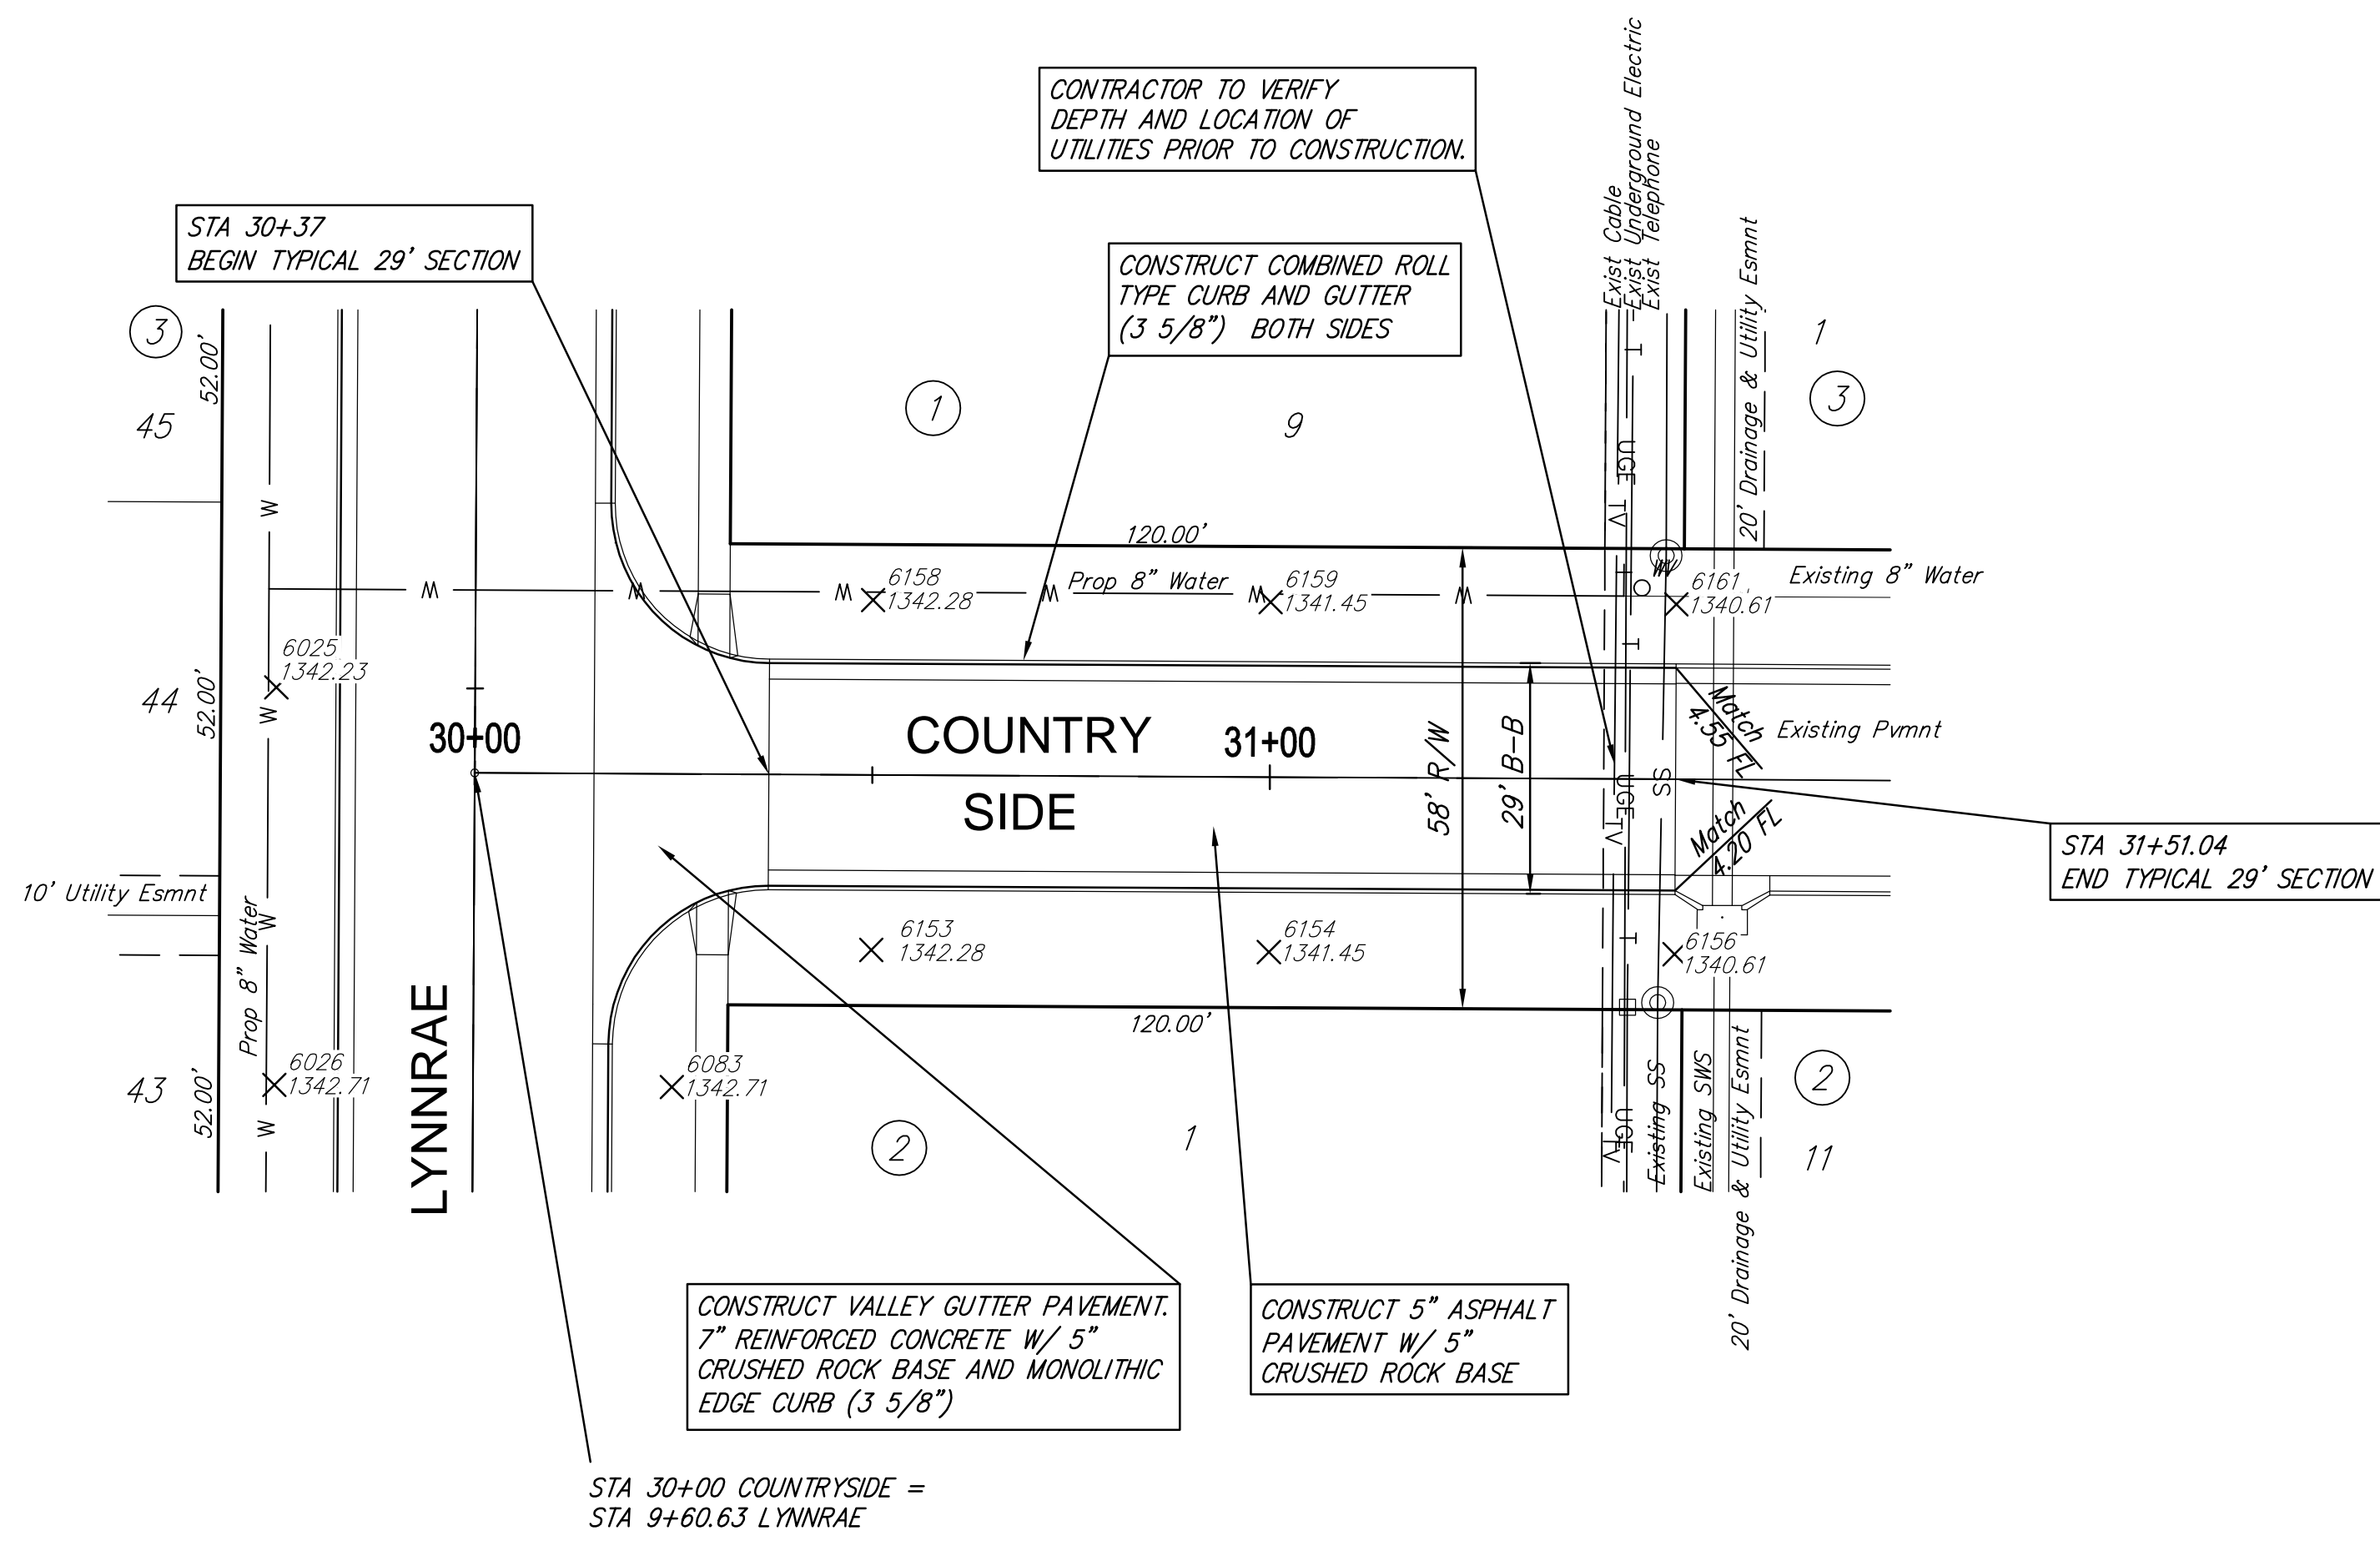 CONTRACTOR TO VERIFY
DEPTH AND LOCATION OF
UTILITIES PRIOR TO CONSTRUCTION.
STA 30+37
BEGIN TYPICAL 29' SECTION
CONSTRUCT COMBINED ROLL
TYPE CURB AND GUTTER
(3 5/8") BOTH SIDES
Exist Cable
Exist Underground Electric
Exist Telephone
20' Drainage & Utility Esmnt
3
52.00'
45
1
9
1
3
W
T
UGE
TV
120.00'
6158
1342.28
Prop 8" Water
6159
1341.45
6161
1340.61
Existing 8" Water
W
W
W
W
W
W
W
T
6025
1342.23
44
52.00'
W
30+00
COUNTRY
SIDE
31+00
58' R/W
29' B-B
UGE
TV
SS
Match
4.55 FL
Existing Pvmnt
Match
4.20 FL
STA 31+51.04
END TYPICAL 29' SECTION
10' Utility Esmnt
W
Prop 8" Water
6153
1342.28
6154
1341.45
T
6156
1340.61
LYNNRAE
120.00'
43
52.00'
6026
1342.71
W
6083
1342.71
2
1
UGE
TV
Existing SS
Existing SWS
20' Drainage & Utility Esmnt
2
11
CONSTRUCT VALLEY GUTTER PAVEMENT.
7" REINFORCED CONCRETE W/ 5"
CRUSHED ROCK BASE AND MONOLITHIC
EDGE CURB (3 5/8")
CONSTRUCT 5" ASPHALT
PAVEMENT W/ 5"
CRUSHED ROCK BASE
STA 30+00 COUNTRYSIDE =
STA 9+60.63 LYNNRAE